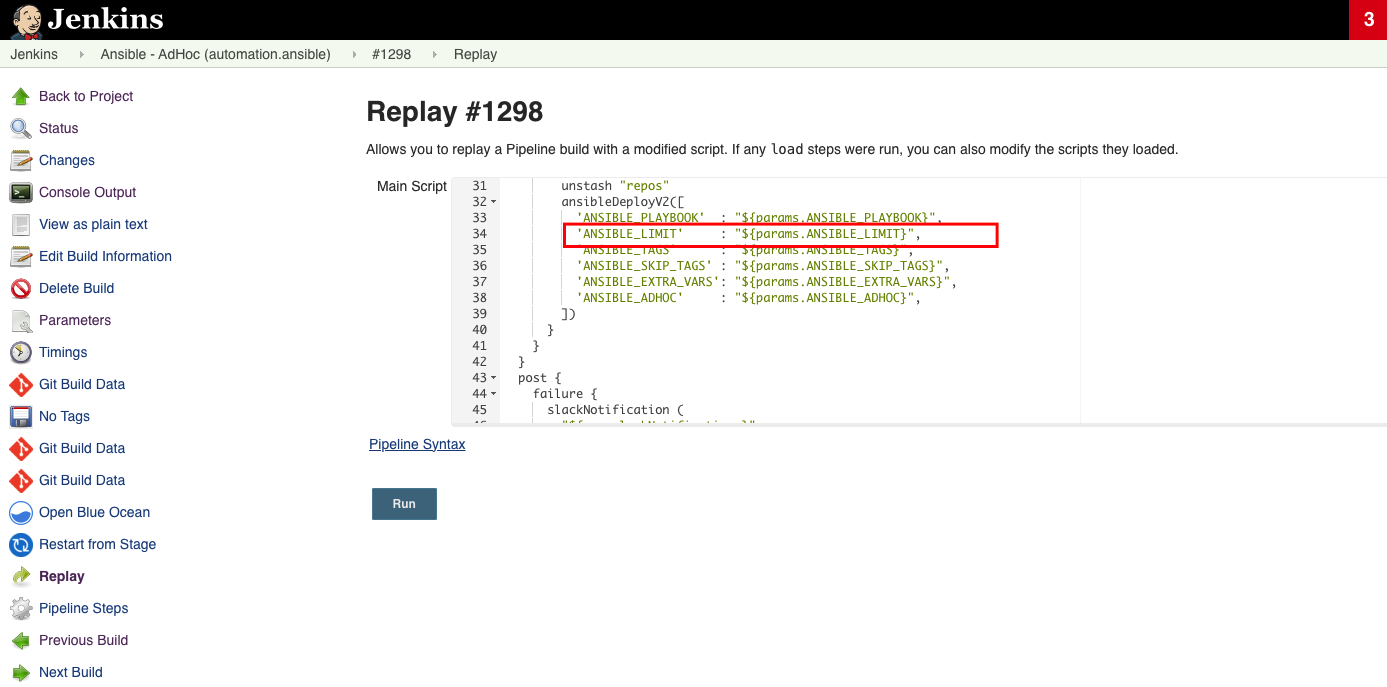 Jenkins
3
Jenkins
Ansible - AdHoc (automation.ansible)
#1298
Replay
Back to Project
Status
Changes
Console Output
View as plain text
Edit Build Information
Delete Build
Parameters
Timings
Git Build Data
No Tags
Git Build Data
Git Build Data
Open Blue Ocean
Restart from Stage
Replay
Pipeline Steps
Previous Build
Next Build
Replay #1298
Allows you to replay a Pipeline build with a modified script. If any load steps were run, you can also modify the scripts they loaded.
Main Script
31 unstash "repos"
32 ansibleDeployV2([
33 'ANSIBLE_PLAYBOOK' : "${params.ANSIBLE_PLAYBOOK}",
34 'ANSIBLE_LIMIT' : "${params.ANSIBLE_LIMIT}",
35 'ANSIBLE_TAGS' : "${params.ANSIBLE_TAGS}",
36 'ANSIBLE_SKIP_TAGS' : "${params.ANSIBLE_SKIP_TAGS}",
37 'ANSIBLE_EXTRA_VARS': "${params.ANSIBLE_EXTRA_VARS}",
38 'ANSIBLE_ADHOC' : "${params.ANSIBLE_ADHOC}",
39 ])
40 }
41 }
42 }
43 post {
44 failure {
45 slackNotification (
Pipeline Syntax
Run